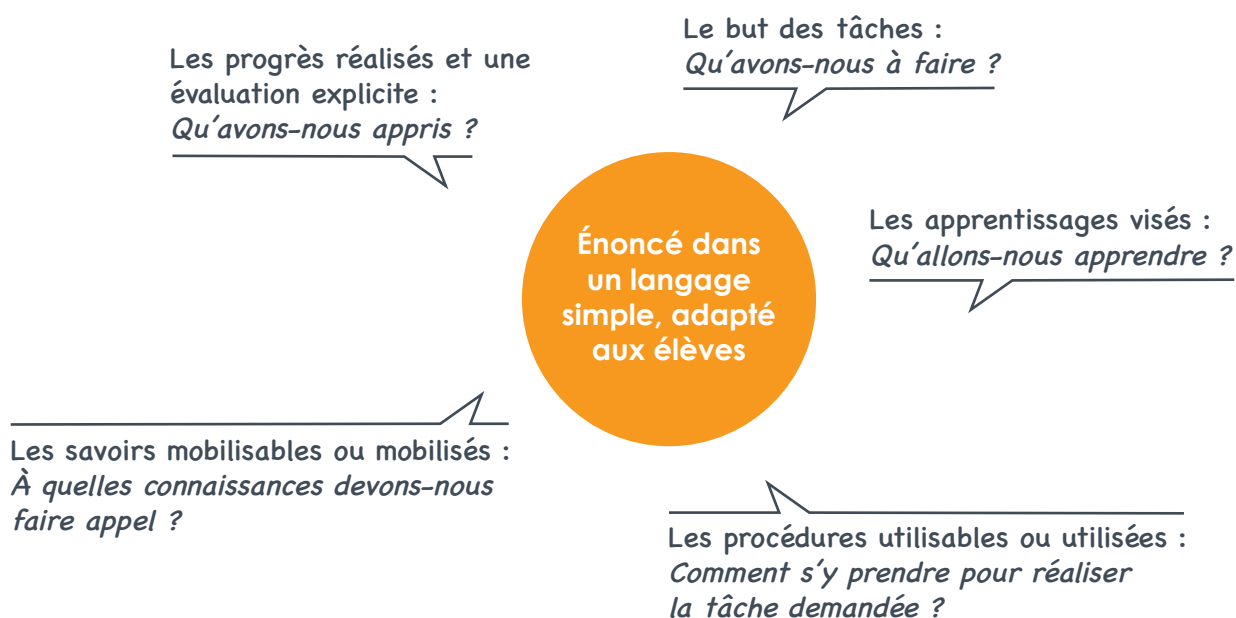 Le but des tâches :
Qu'avons-nous à faire ?
Les progrès réalisés et une
évaluation explicite :
Qu'avons-nous appris ?
Énoncé dans
un langage
simple, adapté
aux élèves
Les apprentissages visés :
Qu'allons-nous apprendre ?
Les savoirs mobilisables ou mobilisés :
À quelles connaissances devons-nous
faire appel ?
Les procédures utilisables ou utilisées :
Comment s'y prendre pour réaliser
la tâche demandée ?